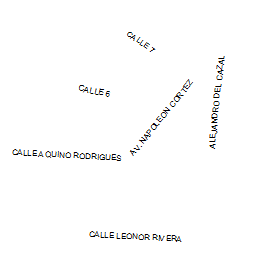 CALLE 7
CALLE 6
AV. NAPOLEON CORTEZ
ALEJANDRO DEL CAZAL
CALLE AQUINO RODRIGUES
CALLE LEONOR RIVERA